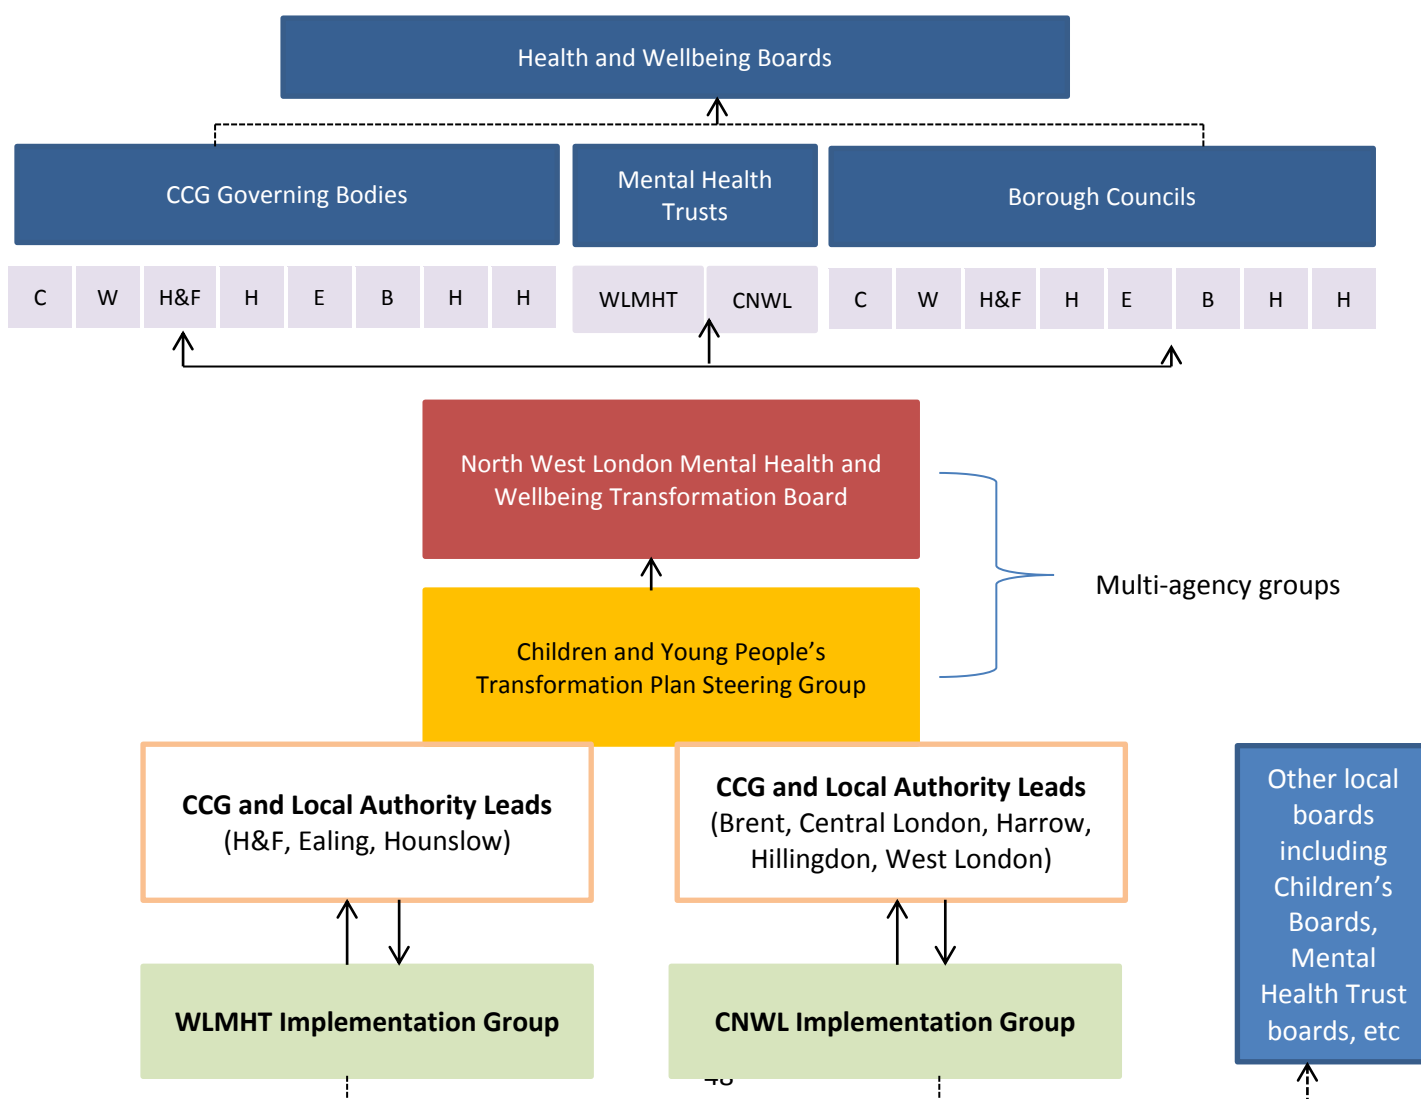 Health and Wellbeing Boards
CCG Governing Bodies
Mental Health
Trusts
Borough Councils
C W H&F H E B H H
WLMHT CNWL
C W H&F H E B H H
North West London Mental Health and
Wellbeing Transformation Board
Multi-agency groups
Children and Young People’s
Transformation Plan Steering Group
CCG and Local Authority Leads
(H&F, Ealing, Hounslow)
CCG and Local Authority Leads
(Brent, Central London, Harrow,
Hillingdon, West London)
Other local
boards
including
Children’s
Boards,
Mental
Health Trust
boards, etc
WLMHT Implementation Group
CNWL Implementation Group